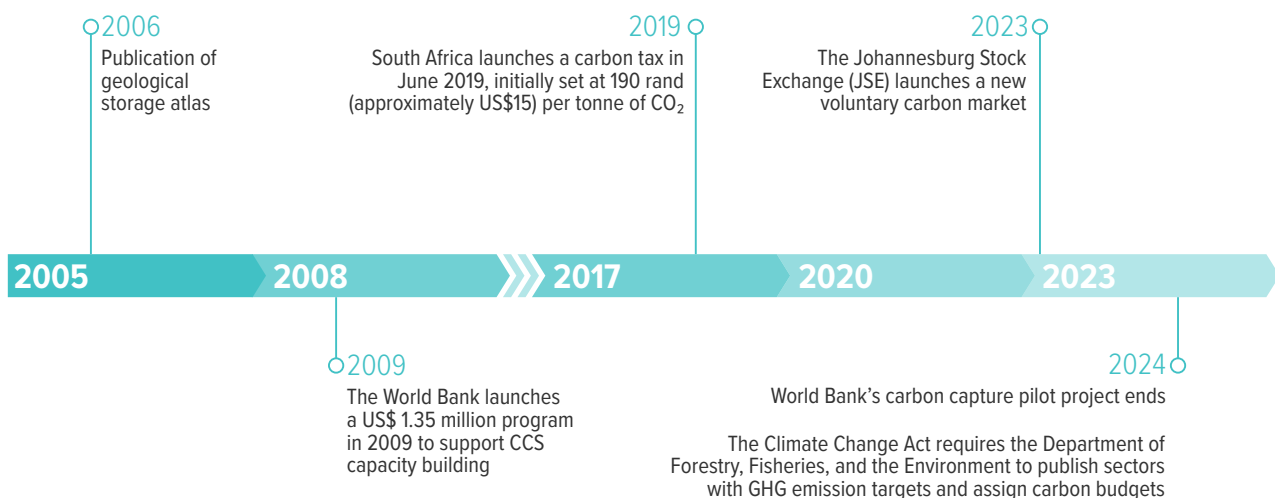 2006
Publication of
geological
storage atlas
2019
South Africa launches a carbon tax in
June 2019, initially set at 190 rand
(approximately US$15) per tonne of CO₂
2023
The Johannesburg Stock
Exchange (JSE) launches a new
voluntary carbon market
2005
2008
2017
2020
2023
2009
The World Bank launches
a US$ 1.35 million program
in 2009 to support CCS
capacity building
2024
World Bank’s carbon capture pilot project ends
The Climate Change Act requires the Department of
Forestry, Fisheries, and the Environment to publish sectors
with GHG emission targets and assign carbon budgets